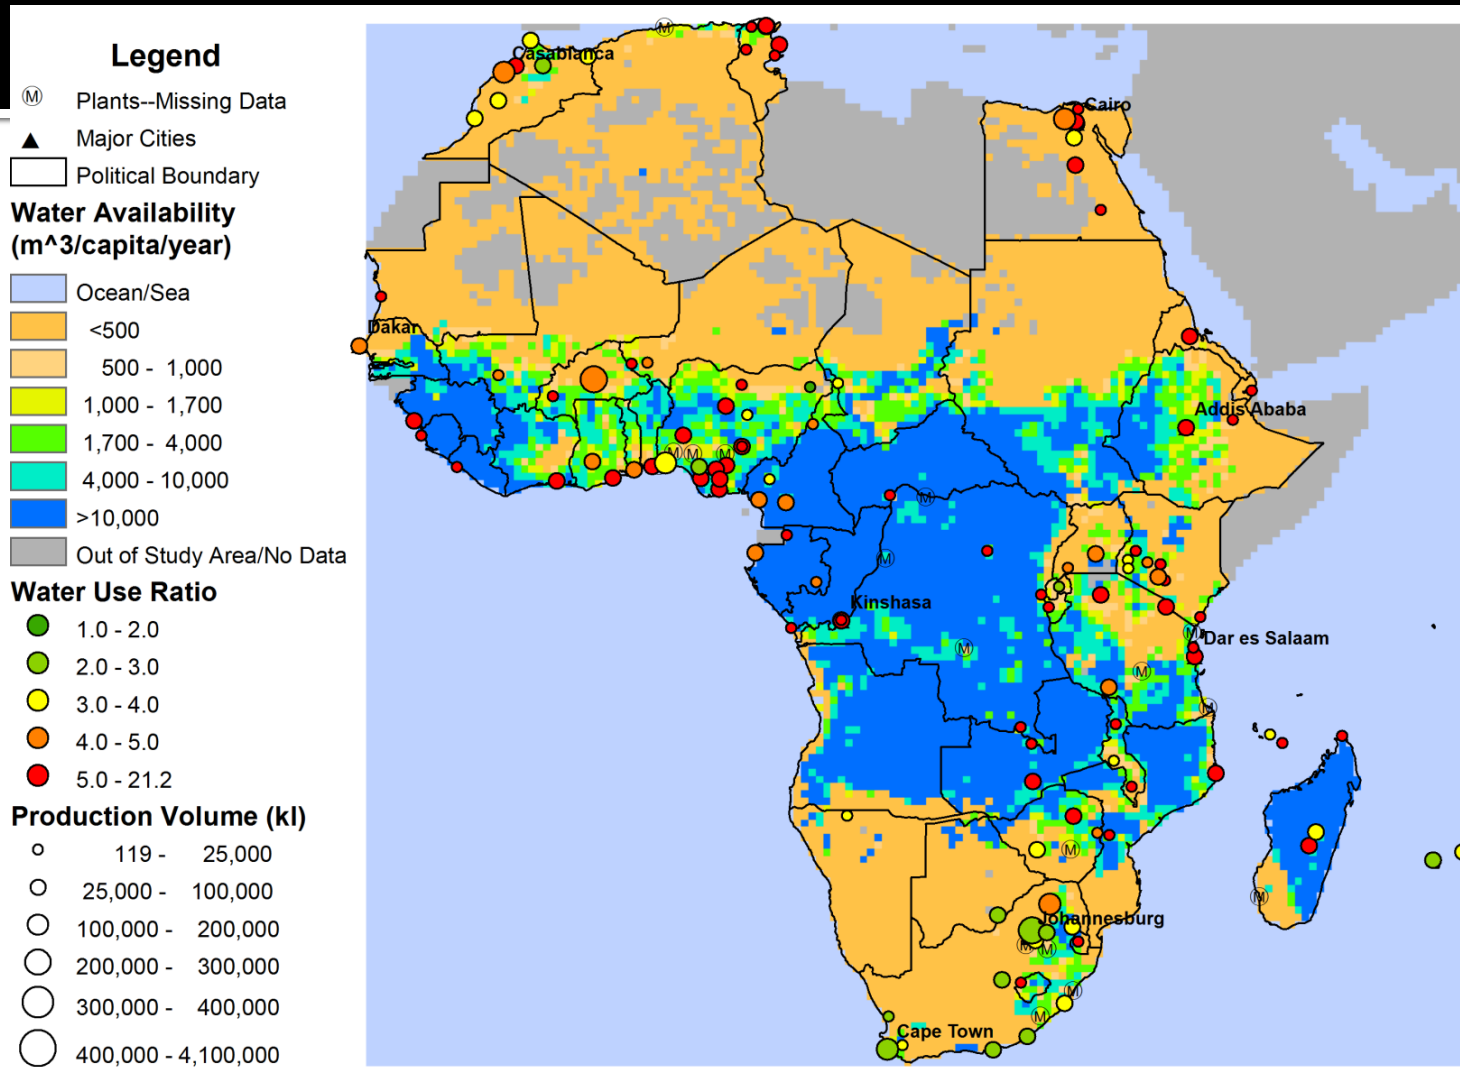 Legend
M Plants--Missing Data
Major Cities
Political Boundary
Water Availability
(m^3/capita/year)
Ocean/Sea
<500
500 - 1,000
1,000 - 1,700
1,700 - 4,000
4,000 - 10,000
>10,000
Out of Study Area/No Data
Water Use Ratio
1.0 - 2.0
2.0 - 3.0
3.0 - 4.0
4.0 - 5.0
5.0 - 21.2
Production Volume (kl)
119 - 25,000
25,000 - 100,000
100,000 - 200,000
200,000 - 300,000
300,000 - 400,000
400,000 - 4,100,000
M
Casablanca
Cairo
Dakar
Addis Ababa
M M M
M
M
Kinshasa
M
Dar es Salaam
M
M
M
M
M
Johannesburg
M M
M
M
Cape Town